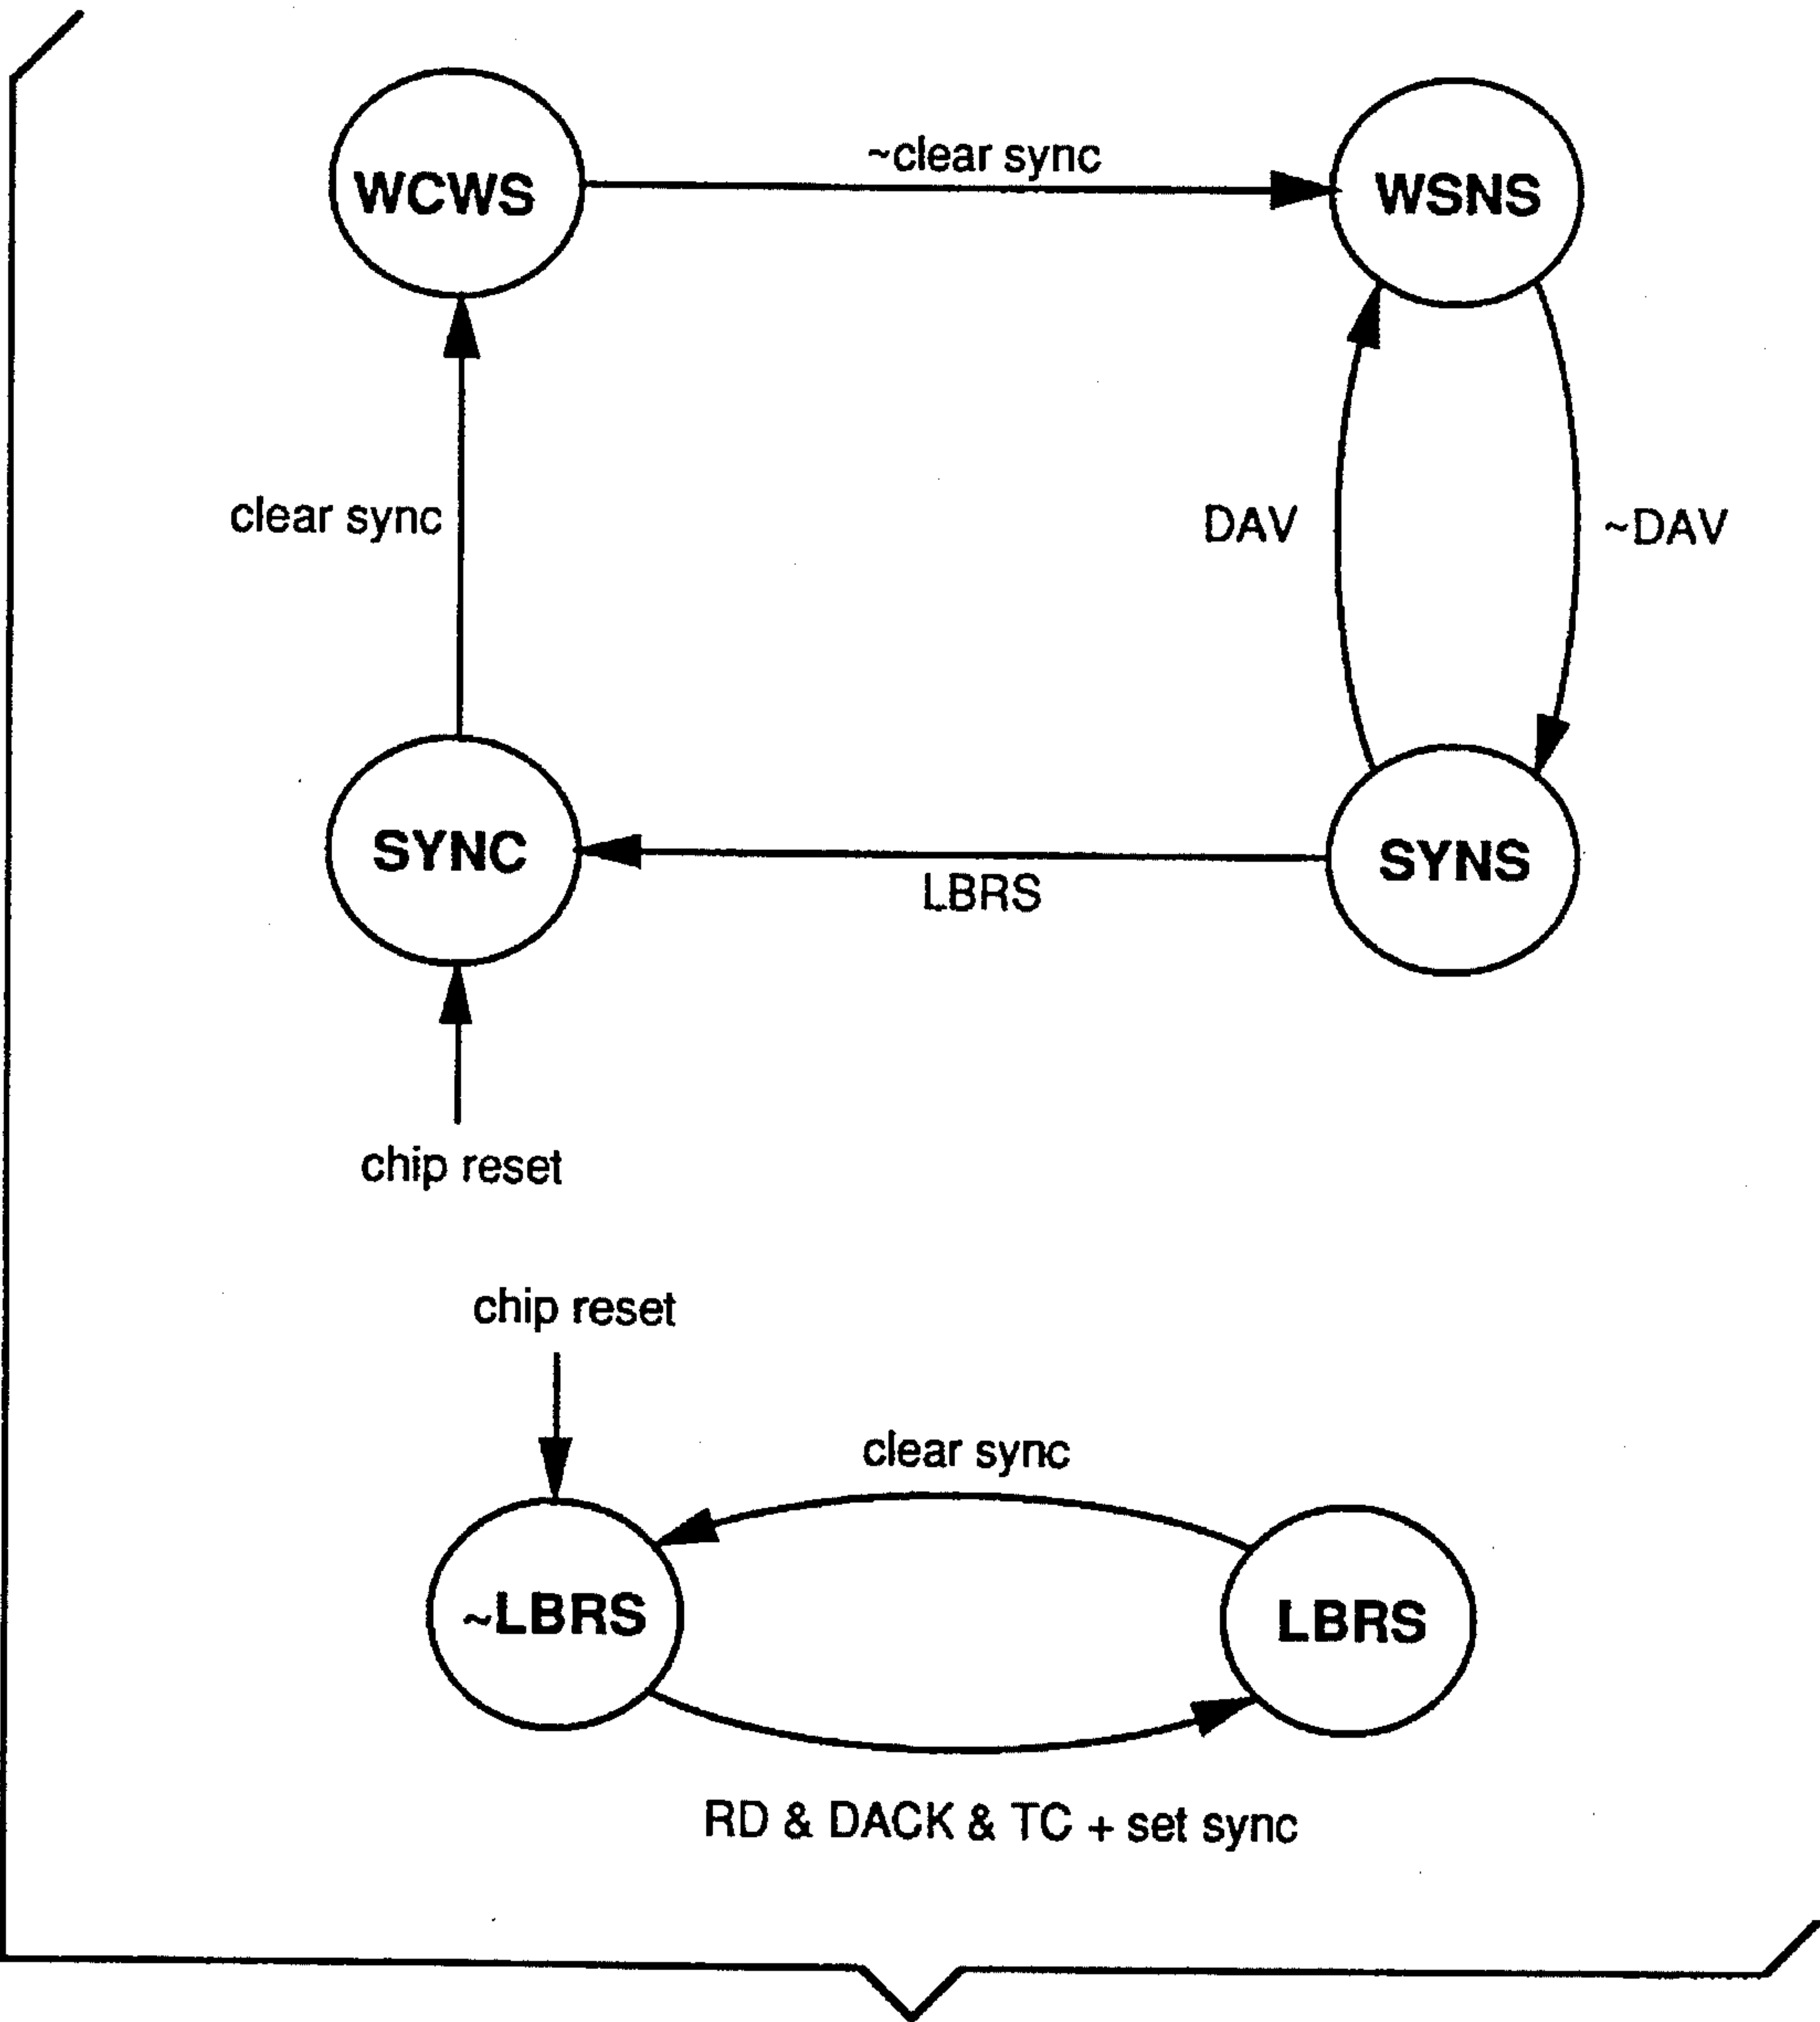 WCWS
~clear sync
WSNS
clear sync
DAV
~DAV
SYNC
LBRS
SYNS
chip reset
chip reset
clear sync
~LBRS
LBRS
RD & DACK & TC + set sync